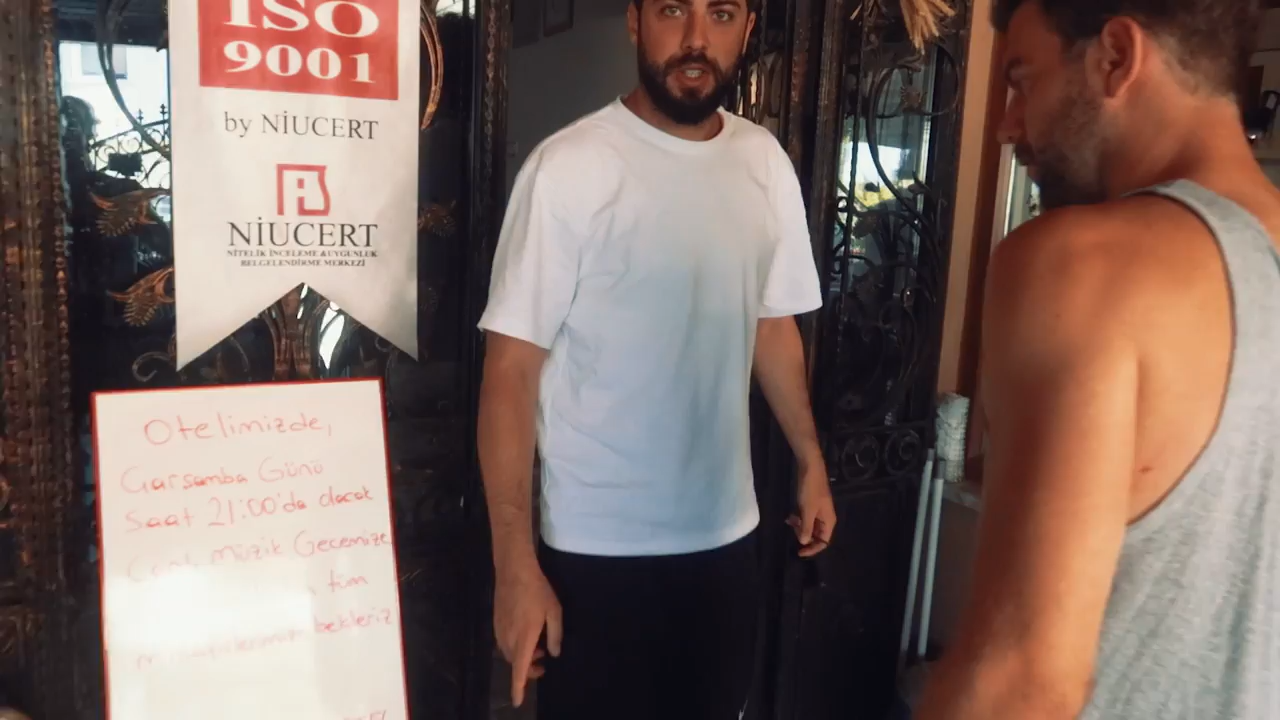 ISO
9001
by NİUCERT
NİUCERT
NİTELİK İNCELEME & UYGUNLUK
BELGELENDİRME MERKEZİ
Otelimizde,
Çarşamba Günü
Saat 21:00'da olacak
Müzik Gecemize
, tüm
bekleriz